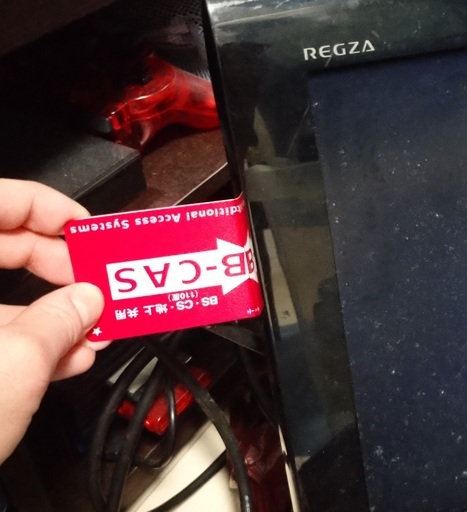 REGZA
ditional Access Systems
B-CAS
(110度)
BS・CS・地上 共用